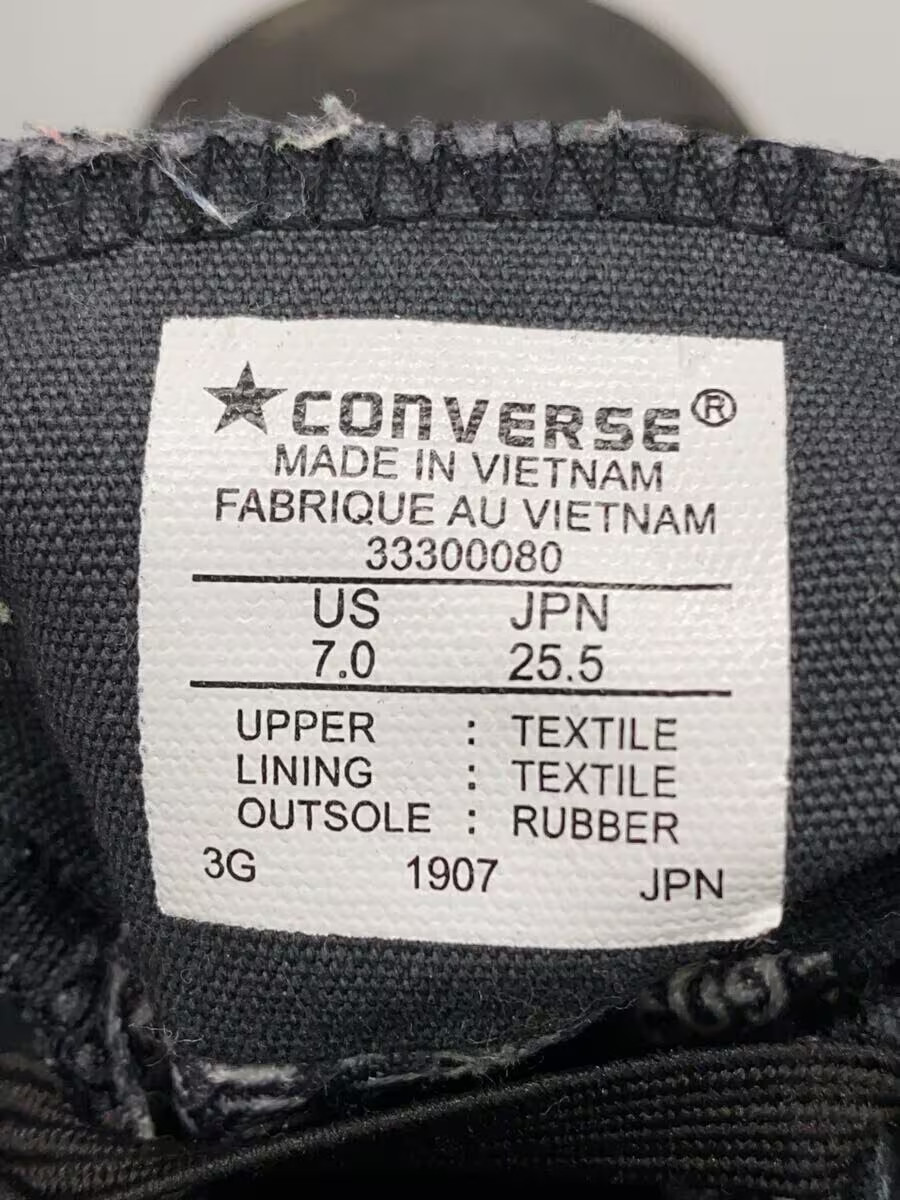 ★CONVERSE®
MADE IN VIETNAM
FABRIQUE AU VIETNAM
33300080
US JPN
7.0 25.5
UPPER : TEXTILE
LINING : TEXTILE
OUTSOLE : RUBBER
3G 1907 JPN